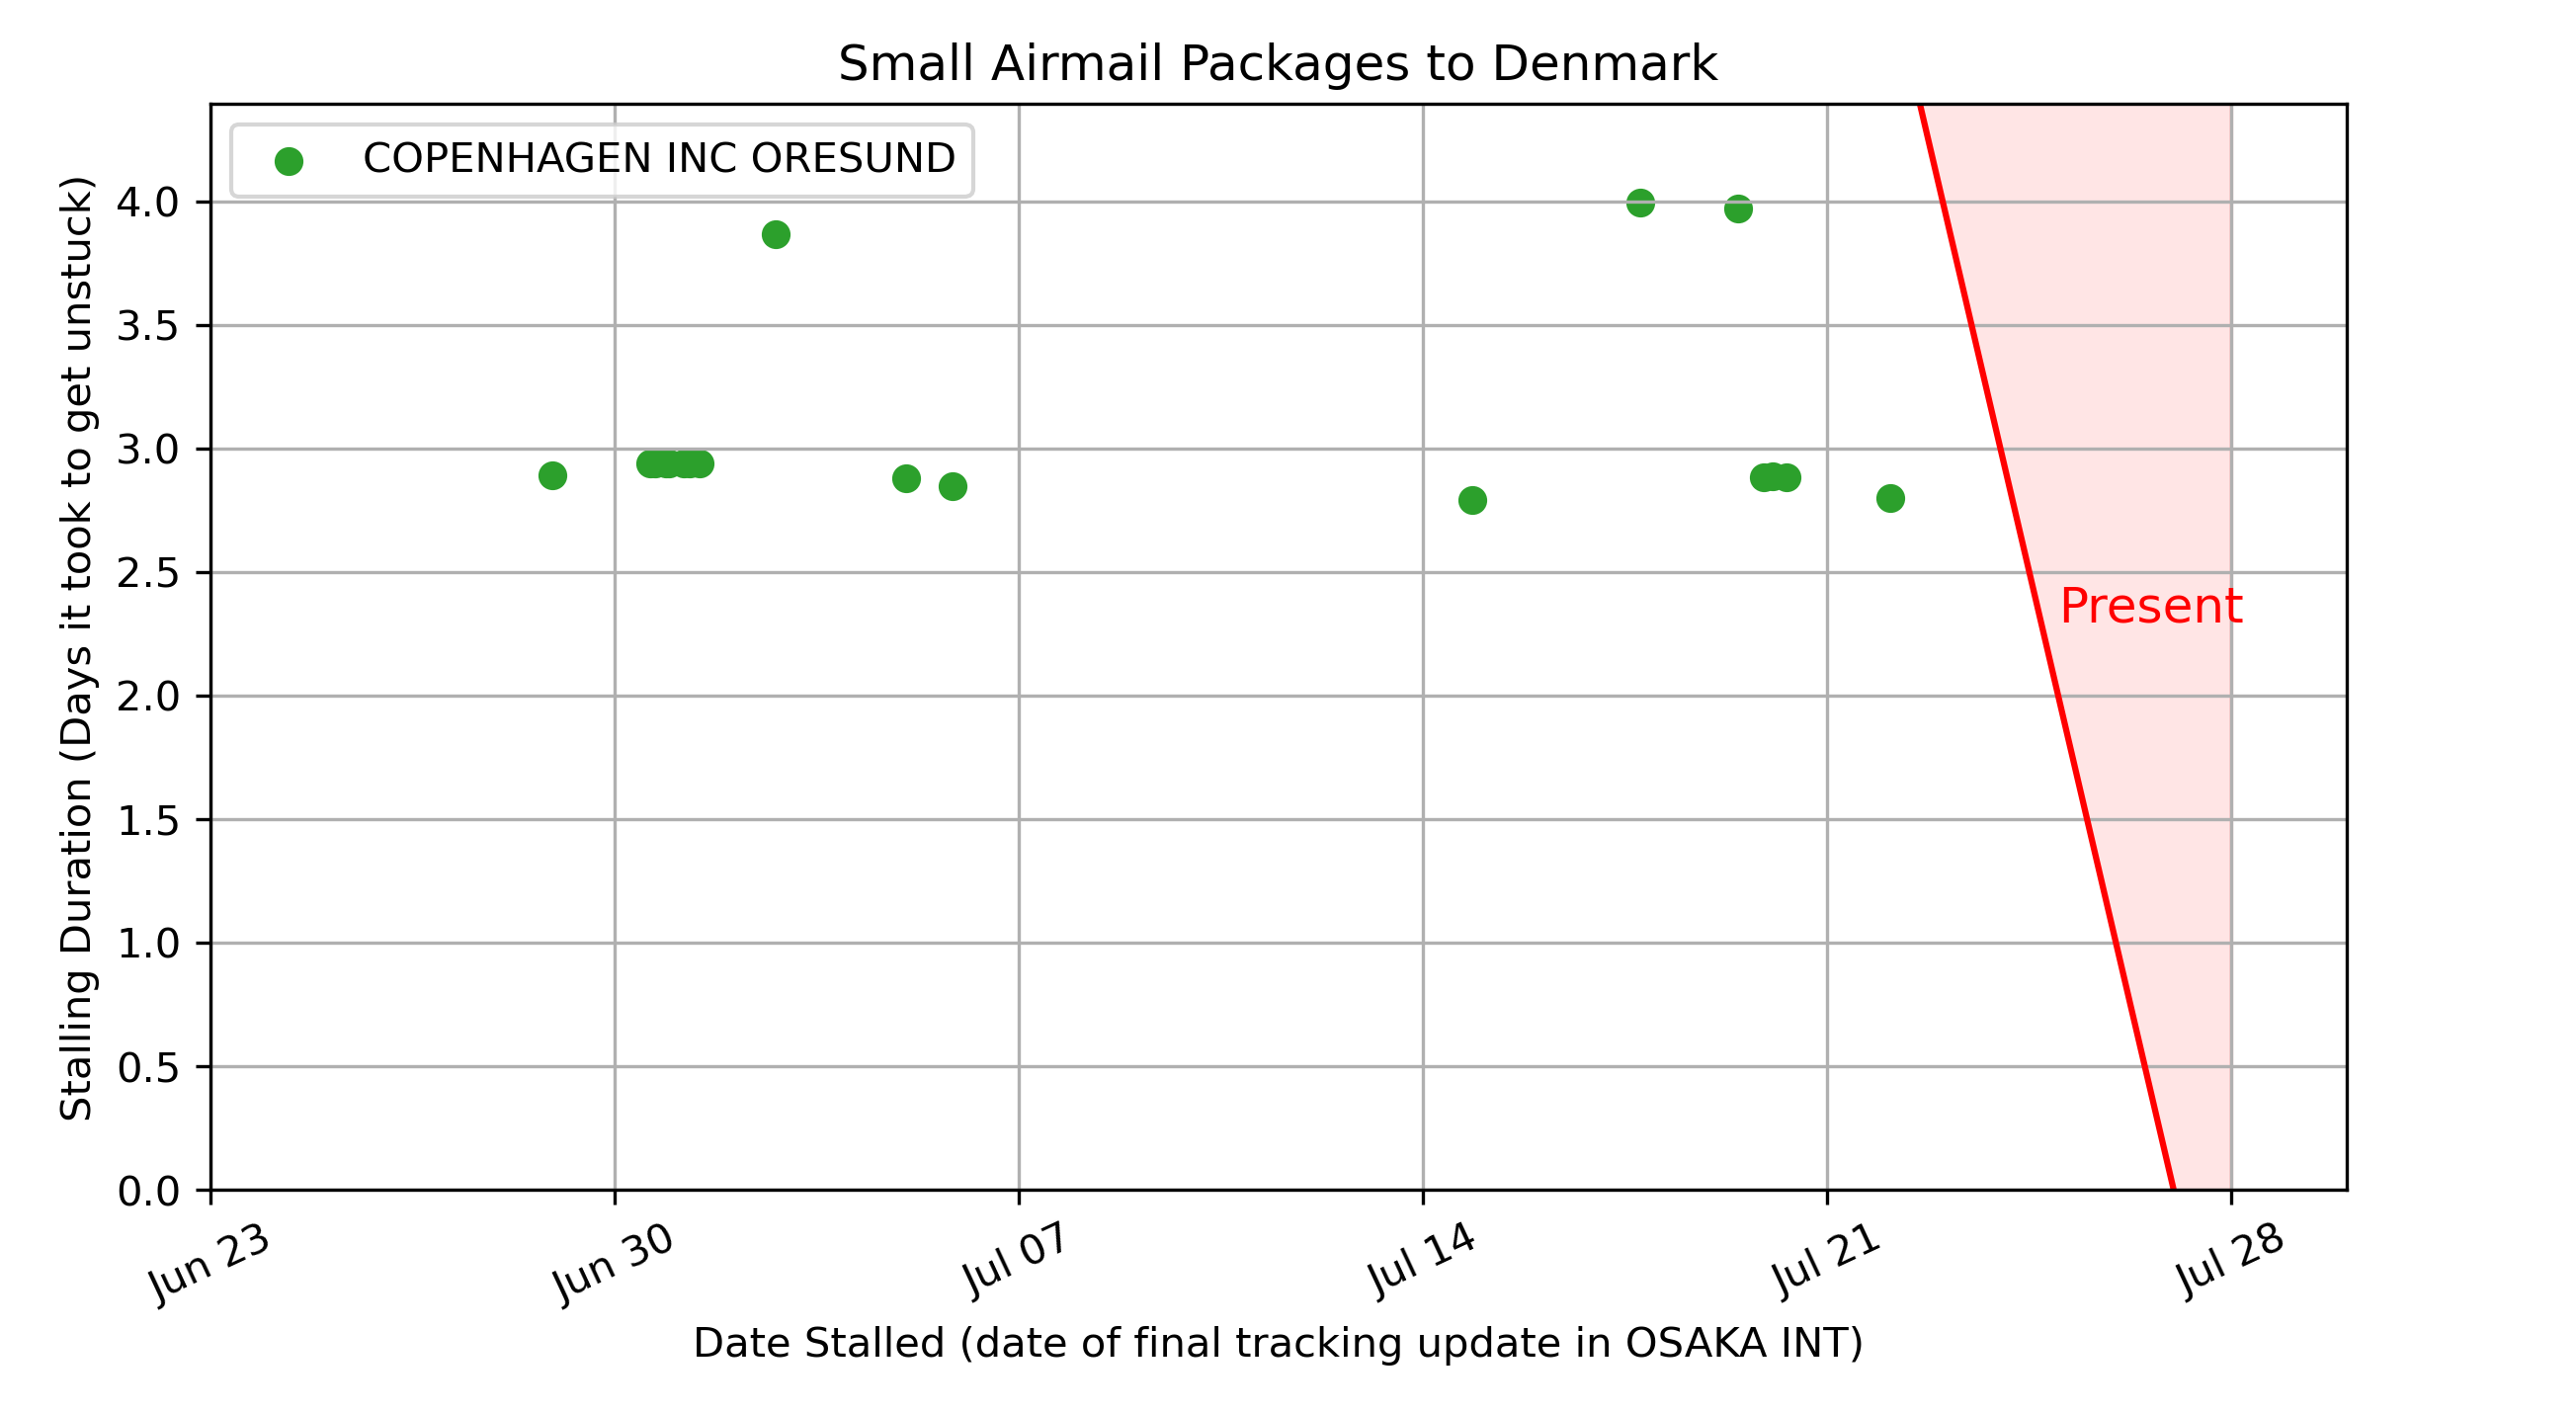 Small Airmail Packages to Denmark
COPENHAGEN INC ORESUND
Stalling Duration (Days it took to get unstuck)
4.0
3.5
3.0
2.5
2.0
1.5
1.0
0.5
0.0
Present
Jun 23
Jun 30
Jul 07
Jul 14
Jul 21
Jul 28
Date Stalled (date of final tracking update in OSAKA INT)